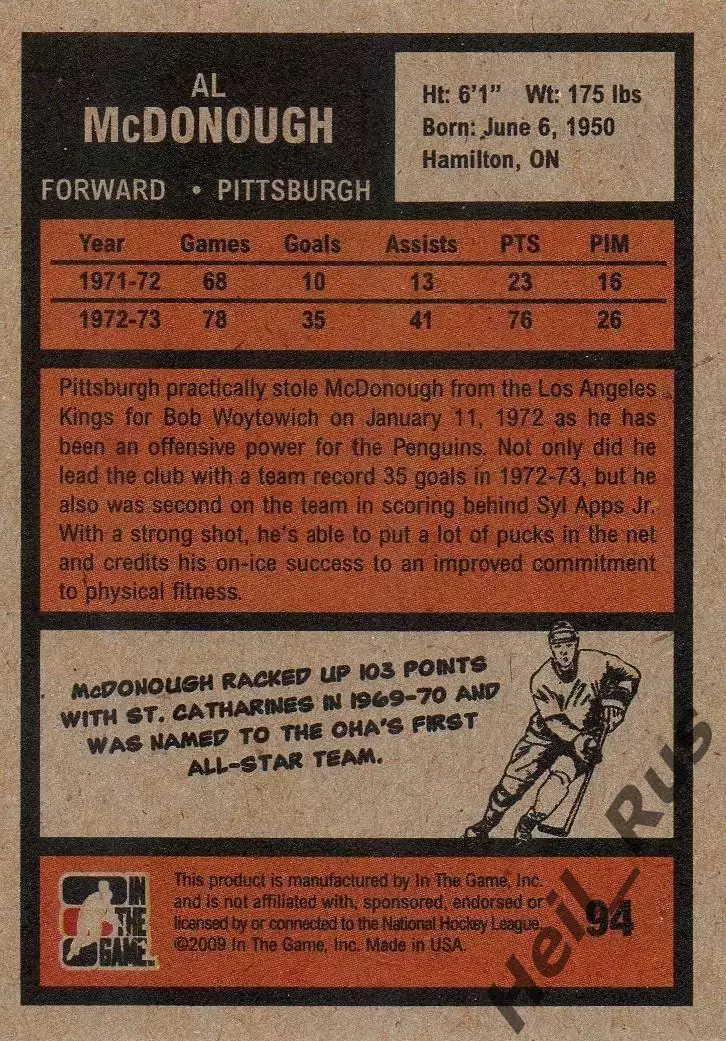 AL
McDONOUGH
FORWARD • PITTSBURGH
Ht: 6'1" Wt: 175 lbs
Born: June 6, 1950
Hamilton, ON
Year Games Goals Assists PTS PIM
1971-72 68 10 13 23 16
1972-73 78 35 41 76 26
Pittsburgh practically stole McDonough from the Los Angeles
Kings for Bob Woytowich on January 11, 1972 as he has
been an offensive power for the Penguins. Not only did he
lead the club with a team record 35 goals in 1972-73, but he
also was second on the team in scoring behind Syl Apps Jr.
With a strong shot, he's able to put a lot of pucks in the net
and credits his on-ice success to an improved commitment
to physical fitness.
McDONOUGH RACKED UP 103 POINTS
WITH ST. CATHARINES IN 1969-70 AND
WAS NAMED TO THE OHA'S FIRST
ALL-STAR TEAM.
IN
THE
GAME
This product is manufactured by In The Game, Inc.
and is not affiliated with, sponsored, endorsed or
licensed by or connected to the National Hockey League.
©2009 In The Game, Inc. Made in USA.
94
Heil_Rus